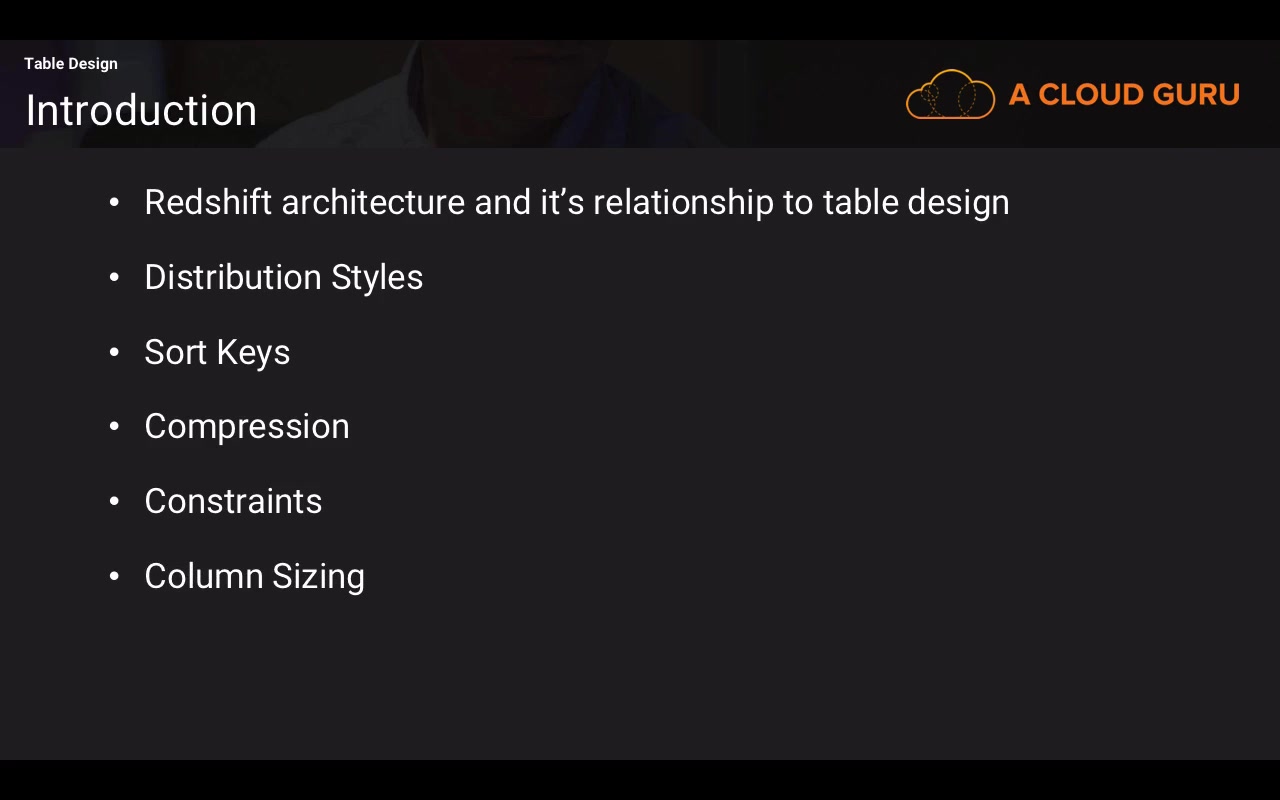 Table Design
Introduction
A CLOUD GURU
• Redshift architecture and it’s relationship to table design
• Distribution Styles
• Sort Keys
• Compression
• Constraints
• Column Sizing